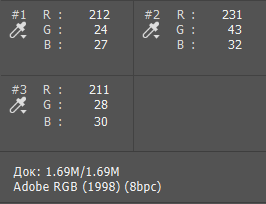 #1 R : 212
G : 24
B : 27
#2 R : 231
G : 43
B : 32
#3 R : 211
G : 28
B : 30
Док: 1.69M/1.69M
Adobe RGB (1998) (8bpc)